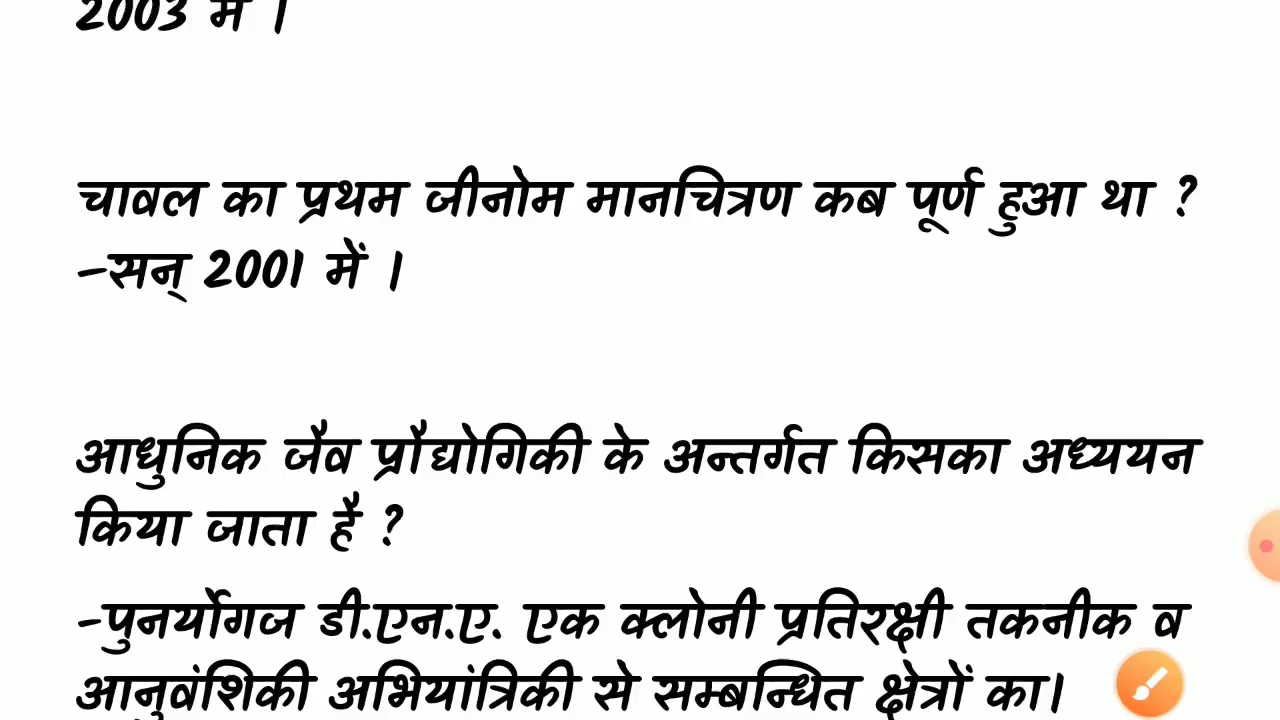 2003 में ।
चावल का प्रथम जीनोम मानचित्रण कब पूर्ण हुआ था ?
-सन् 2001 में ।
आधुनिक जैव प्रौद्योगिकी के अन्तर्गत किसका अध्ययन
किया जाता है ?
-पुनर्योगज डी.एन.ए. एक क्लोनी प्रतिरक्षी तकनीक व
आनुवंशिकी अभियांत्रिकी से सम्बन्धित क्षेत्रों का।